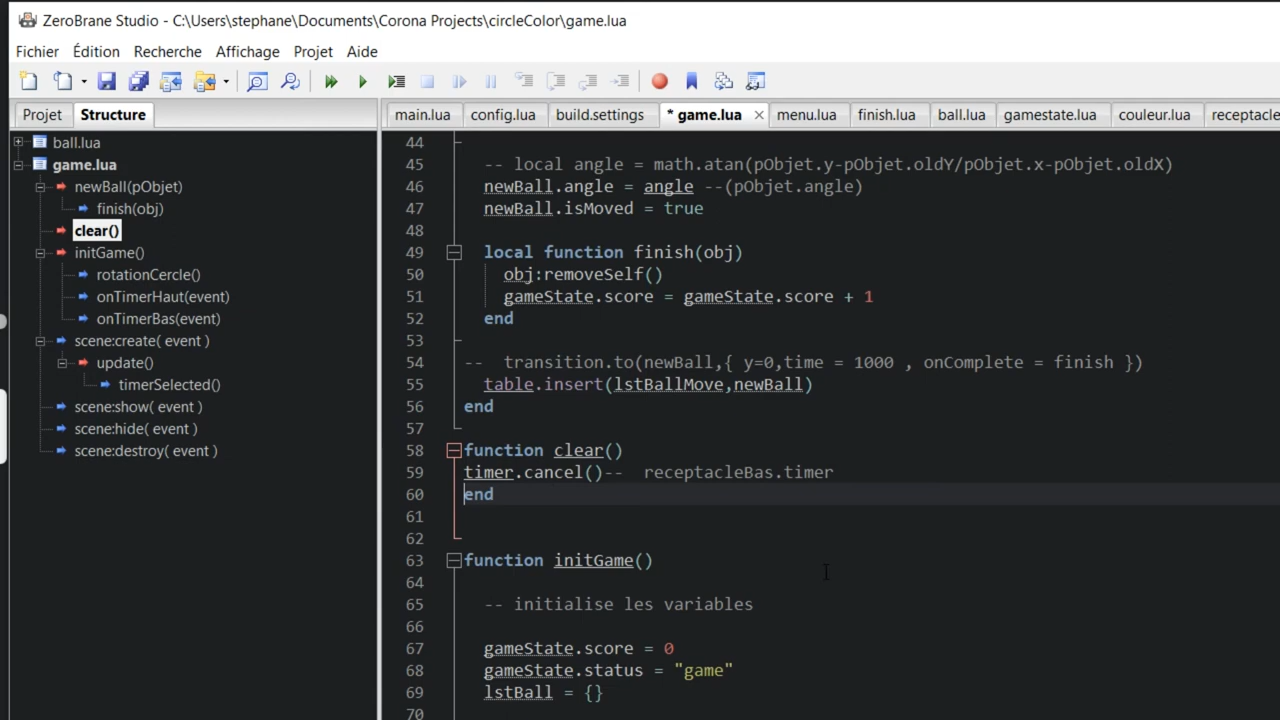 ZeroBrane Studio - C:\Users\stephane\Documents\Corona Projects\circleColor\game.lua
Fichier Édition Recherche Affichage Projet Aide
Projet Structure
main.lua config.lua build.settings * game.lua menu.lua finish.lua ball.lua gamestate.lua couleur.lua receptacle
ball.lua
game.lua
newBall(pObjet)
finish(obj)
clear()
initGame()
rotationCercle()
onTimerHaut(event)
onTimerBas(event)
scene:create( event )
update()
timerSelected()
scene:show( event )
scene:hide( event )
scene:destroy( event )
44
45 -- local angle = math.atan(pObjet.y-pObjet.oldY/pObjet.x-pObjet.oldX)
46 newBall.angle = angle --(pObjet.angle)
47 newBall.isMoved = true
48
49 local function finish(obj)
50 obj:removeSelf()
51 gameState.score = gameState.score + 1
52 end
53
54 -- transition.to(newBall,{ y=0,time = 1000 , onComplete = finish })
55 table.insert(lstBallMove,newBall)
56 end
57
58 function clear()
59 timer.cancel()-- receptacleBas.timer
60 end
61
62
63 function initGame()
64
65 -- initialise les variables
66
67 gameState.score = 0
68 gameState.status = "game"
69 lstBall = {}
70